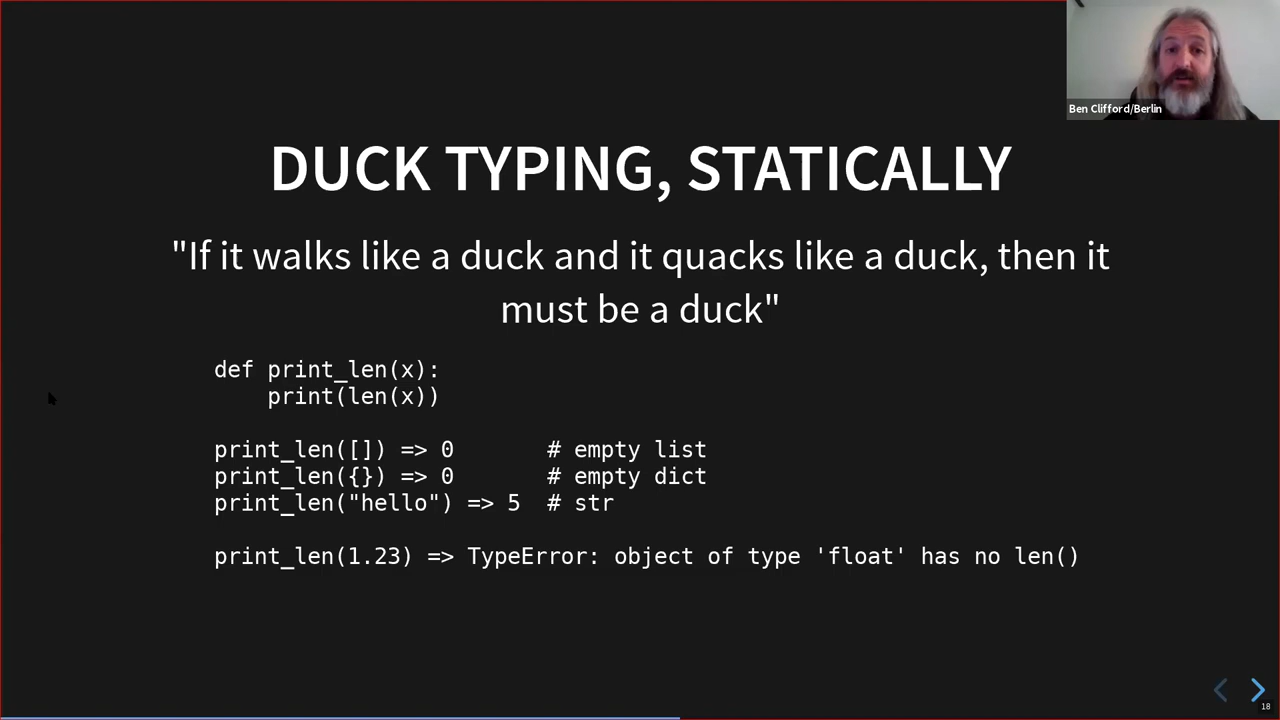 Ben Clifford/Berlin
DUCK TYPING, STATICALLY
"If it walks like a duck and it quacks like a duck, then it
must be a duck"
def print_len(x):
    print(len(x))
print_len([]) => 0       # empty list
print_len({}) => 0       # empty dict
print_len("hello") => 5  # str
print_len(1.23) => TypeError: object of type 'float' has no len()
18